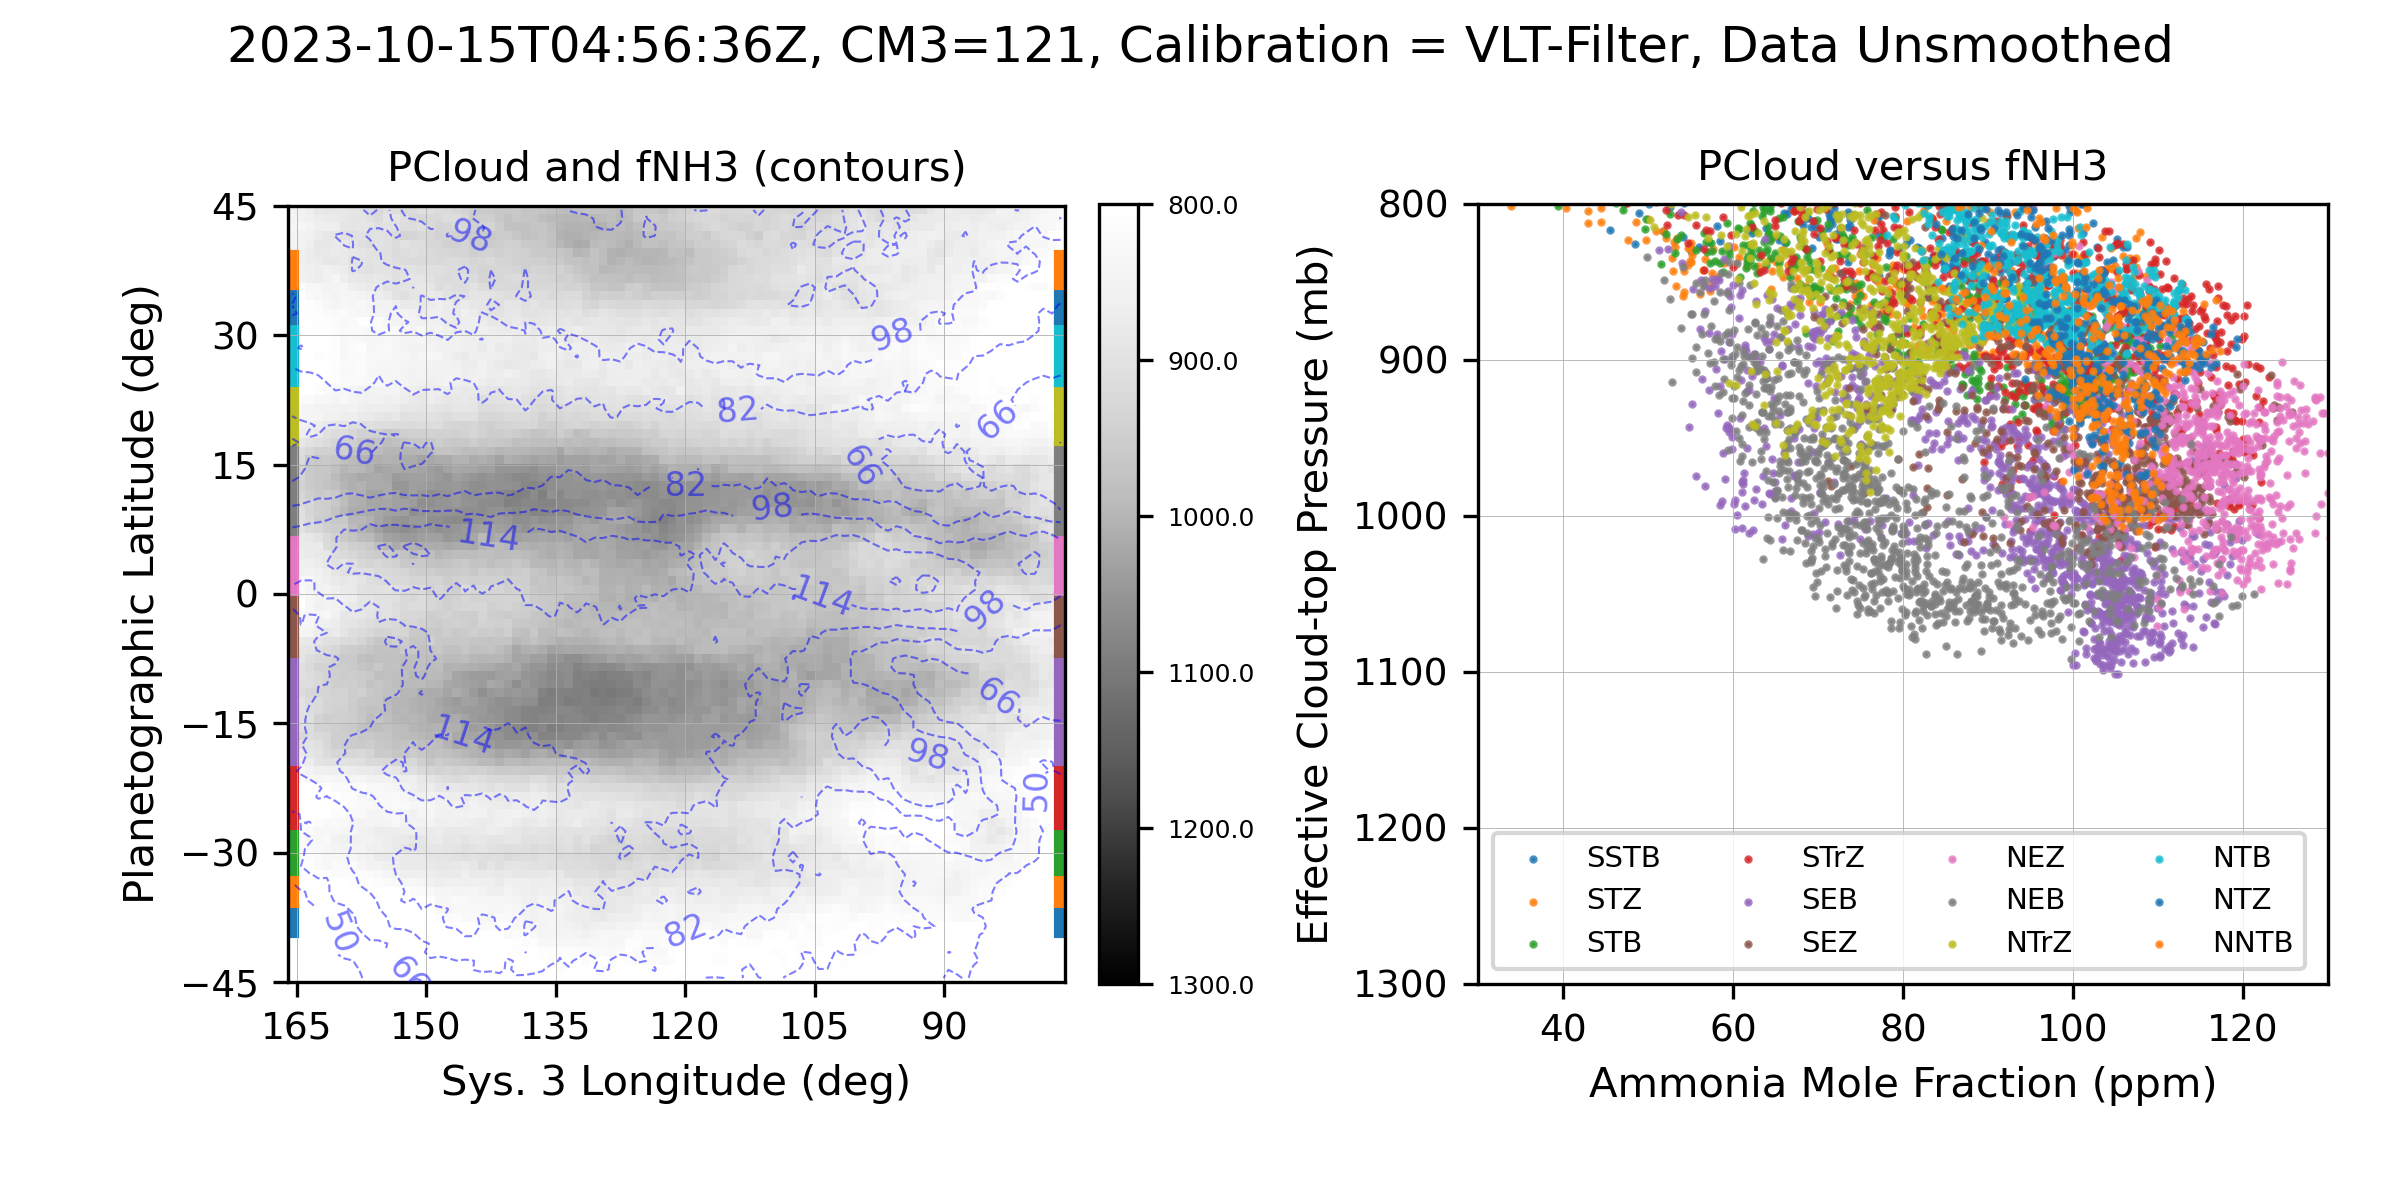 2023-10-15T04:56:36Z, CM3=121, Calibration = VLT-Filter, Data Unsmoothed
PCloud and fNH3 (contours)
Planetographic Latitude (deg)
45
30
15
0
−15
−30
−45
98
98
82
66
66
66
82
98
114
114
98
66
114
98
50
82
50
66
165
150
135
120
105
90
Sys. 3 Longitude (deg)
800.0
900.0
1000.0
1100.0
1200.0
1300.0
PCloud versus fNH3
Effective Cloud-top Pressure (mb)
800
900
1000
1100
1200
1300
SSTB
STZ
STB
STrZ
SEB
SEZ
NEZ
NEB
NTrZ
NTB
NTZ
NNTB
40
60
80
100
120
Ammonia Mole Fraction (ppm)